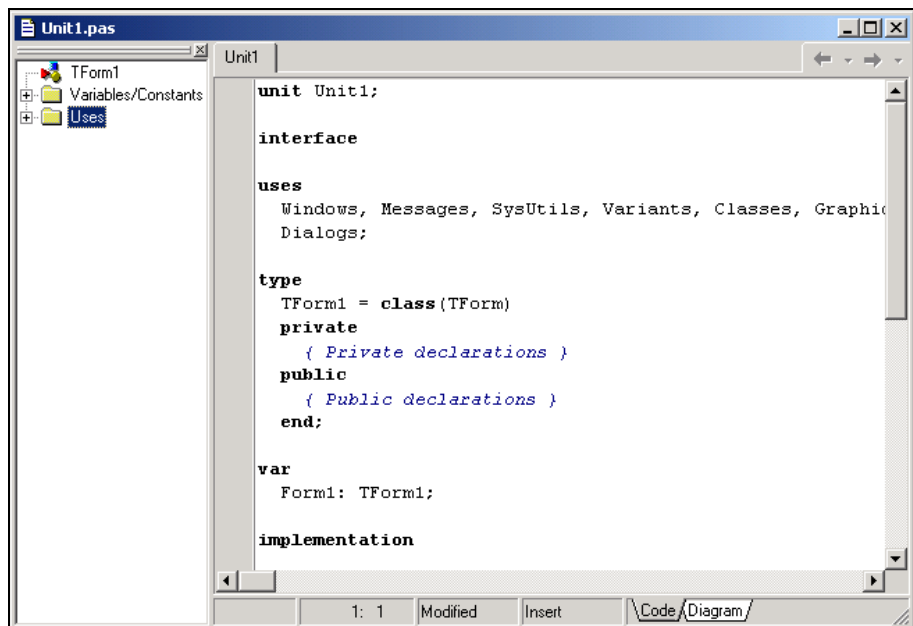 Unit1.pas
TForm1
Variables/Constants
Uses
Unit1
unit Unit1;
interface
uses
Windows, Messages, SysUtils, Variants, Classes, Graphic
Dialogs;
type
TForm1 = class(TForm)
private
{ Private declarations }
public
{ Public declarations }
end;
var
Form1: TForm1;
implementation
1: 1 Modified Insert Code Diagram